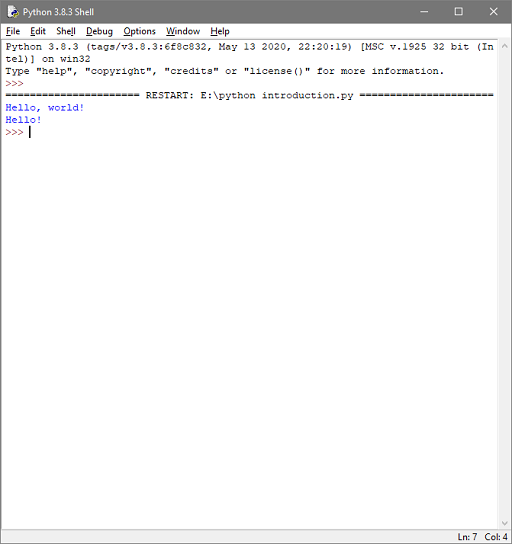 Python 3.8.3 Shell
File Edit Shell Debug Options Window Help
Python 3.8.3 (tags/v3.8.3:6f8c832, May 13 2020, 22:20:19) [MSC v.1925 32 bit (In
tel)] on win32
Type "help", "copyright", "credits" or "license()" for more information.
>>>
====================== RESTART: E:\python introduction.py ======================
Hello, world!
Hello!
>>>
Ln: 7 Col: 4